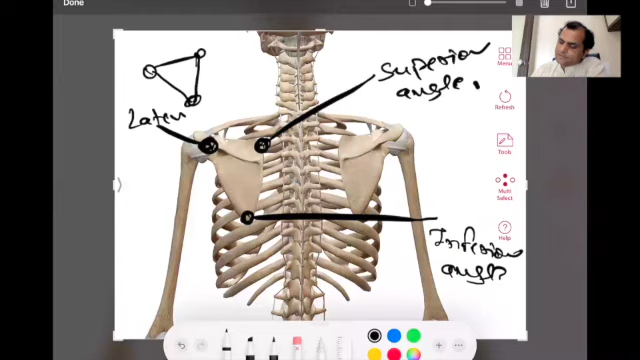 Done
Superior
angle.
Menu
Later
Refresh
Tools
Multi
Select
Inferior
angle
Help